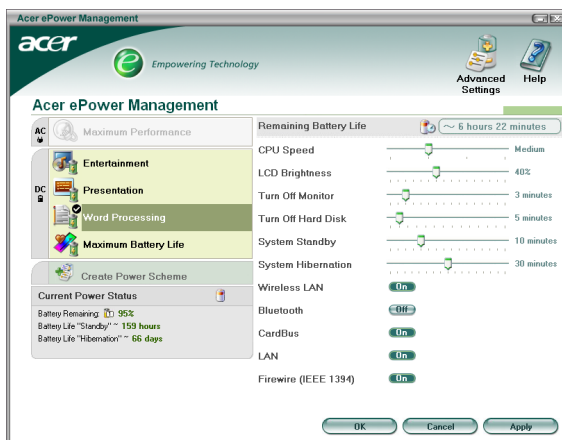 Acer ePower Management
acer
e Empowering Technology
Advanced Settings
Help
Acer ePower Management
AC
Maximum Performance
DC
Entertainment
Presentation
Word Processing
Maximum Battery Life
Create Power Scheme
Current Power Status
Battery Remaining: 95%
Battery Life "Standby" ~ 159 hours
Battery Life "Hibernation" ~ 66 days
Remaining Battery Life ~ 6 hours 22 minutes
CPU Speed Medium
LCD Brightness 40%
Turn Off Monitor 3 minutes
Turn Off Hard Disk 5 minutes
System Standby 10 minutes
System Hibernation 30 minutes
Wireless LAN On
Bluetooth Off
CardBus On
LAN On
Firewire (IEEE 1394) On
OK Cancel Apply